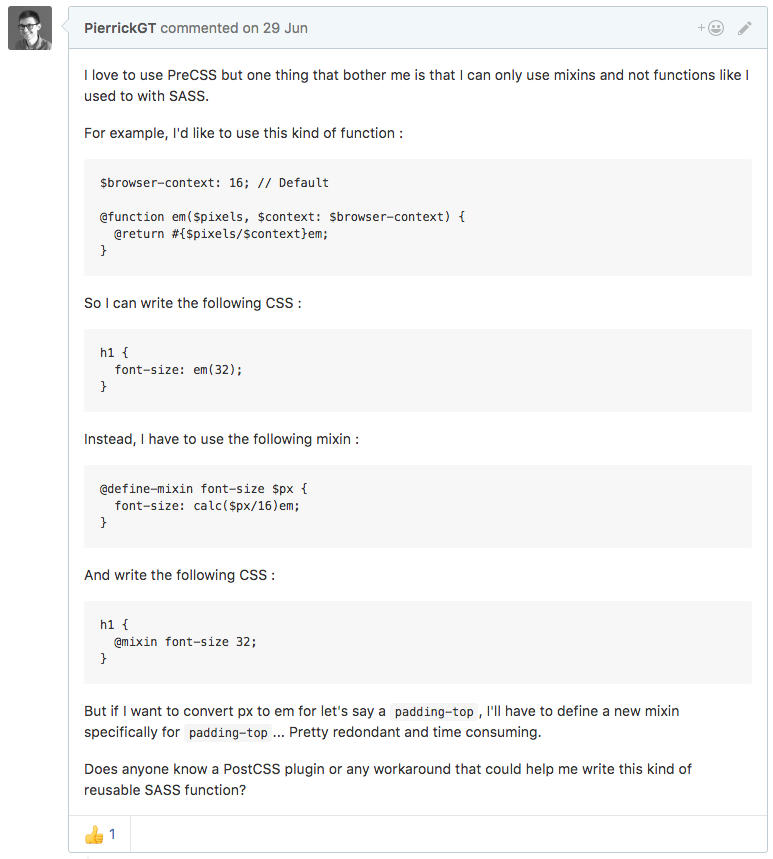 PierrickGT commented on 29 Jun
+
I love to use PreCSS but one thing that bother me is that I can only use mixins and not functions like I
used to with SASS.
For example, I'd like to use this kind of function :
$browser-context: 16; // Default
@function em($pixels, $context: $browser-context) {
  @return #{$pixels/$context}em;
}
So I can write the following CSS :
h1 {
  font-size: em(32);
}
Instead, I have to use the following mixin :
@define-mixin font-size $px {
  font-size: calc($px/16)em;
}
And write the following CSS :
h1 {
  @mixin font-size 32;
}
But if I want to convert px to em for let's say a padding-top , I'll have to define a new mixin
specifically for padding-top ... Pretty redondant and time consuming.
Does anyone know a PostCSS plugin or any workaround that could help me write this kind of
reusable SASS function?
👍 1